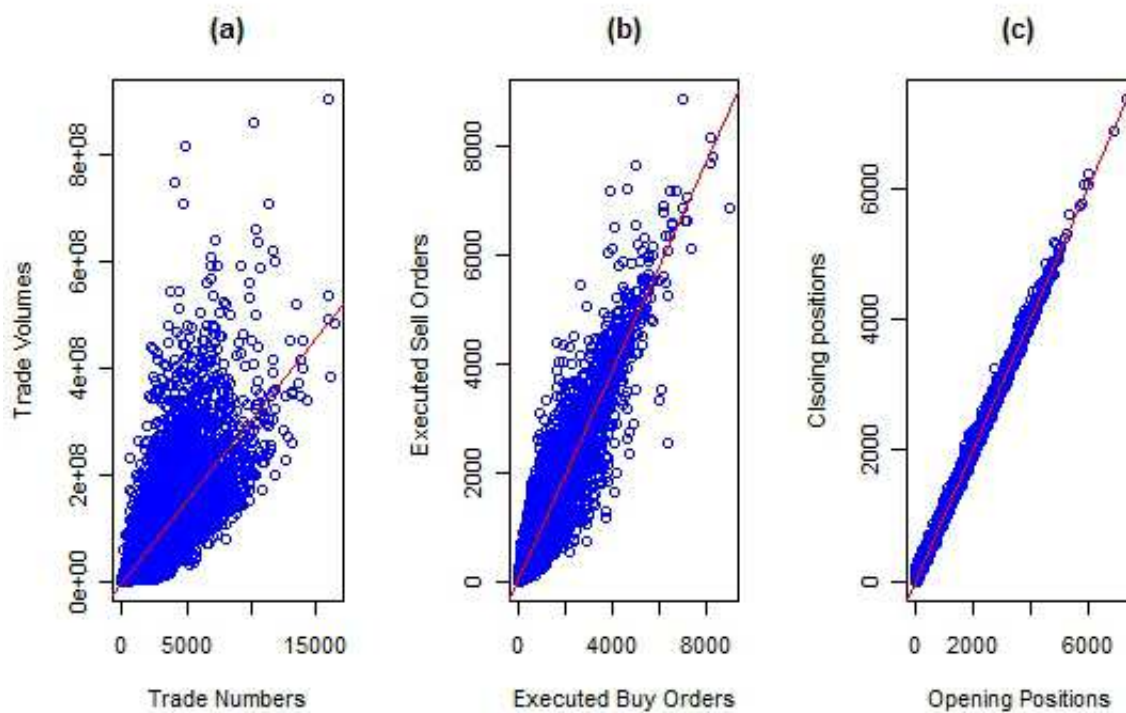 (a) (b) (c)
Trade Volumes
0e+00 2e+08 4e+08 6e+08 8e+08
0 5000 15000
Trade Numbers
Executed Sell Orders
0 2000 4000 6000 8000
0 4000 8000
Executed Buy Orders
Clsoing positions
0 2000 4000 6000
0 2000 6000
Opening Positions